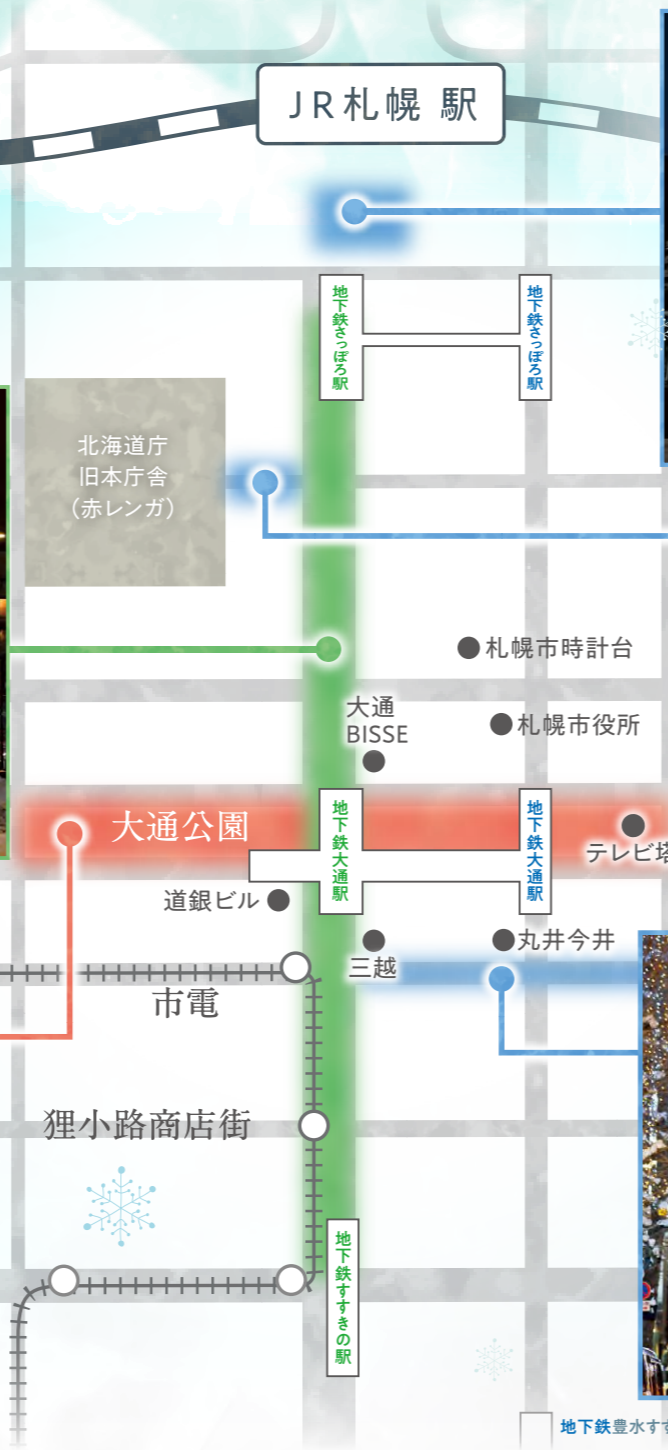 JR札幌 駅
地下鉄さっぽろ駅
地下鉄さっぽろ駅
北海道庁
旧本庁舎
（赤レンガ）
札幌市時計台
大通
BISSE
札幌市役所
大通公園
地下鉄大通駅
地下鉄大通駅
テレビ塔
道銀ビル
三越
丸井今井
市電
狸小路商店街
地下鉄すすきの駅
地下鉄豊水す